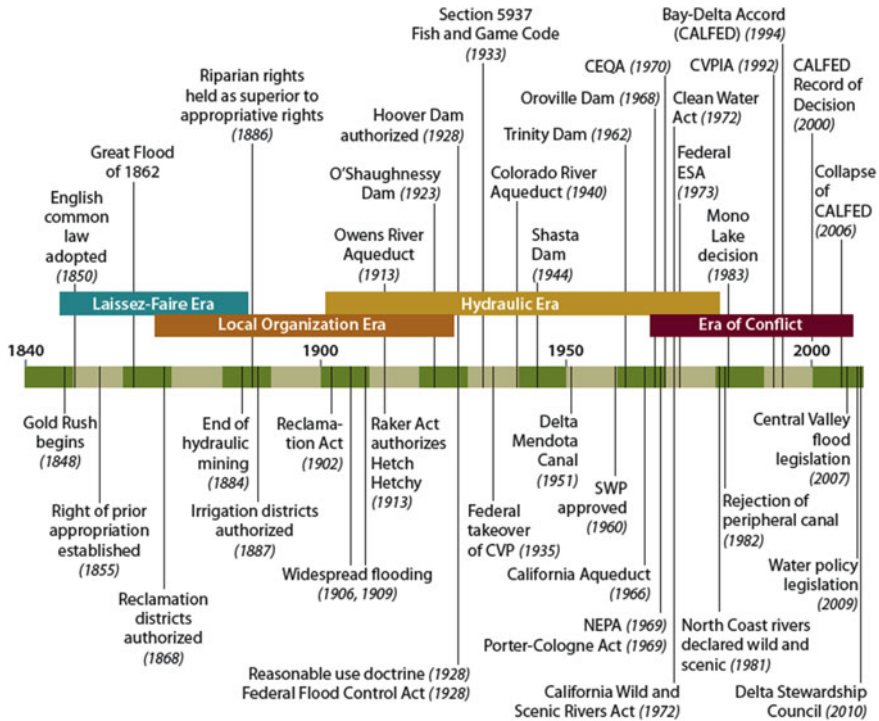 Section 5937
Fish and Game Code
(1933)
Bay-Delta Accord
(CALFED) (1994)
Riparian rights
held as superior to
appropriative rights
(1886)
CEQA (1970)
CVPIA (1992)
CALFED
Record of
Decision
(2000)
Hoover Dam
authorized (1928)
Oroville Dam (1968)
Clean Water
Act (1972)
Trinity Dam (1962)
Great Flood
of 1862
O'Shaughnessy
Dam (1923)
Colorado River
Aqueduct (1940)
Federal
ESA
(1973)
Collapse
of
CALFED
(2006)
English
common
law
adopted
(1850)
Owens River
Aqueduct
(1913)
Shasta
Dam
(1944)
Mono
Lake
decision
(1983)
Laissez-Faire Era
Hydraulic Era
Local Organization Era
Era of Conflict
1840
1900
1950
2000
Gold Rush
begins
(1848)
End of
hydraulic
mining
(1884)
Reclama-
tion Act
(1902)
Raker Act
authorizes
Hetch
Hetchy
(1913)
Delta
Mendota
Canal
(1951)
Central Valley
flood
legislation
(2007)
Right of prior
appropriation
established
(1855)
Irrigation districts
authorized
(1887)
Federal
takeover
of CVP (1935)
SWP
approved
(1960)
Rejection of
peripheral canal
(1982)
Widespread flooding
(1906, 1909)
California Aqueduct
(1966)
Water policy
legislation
(2009)
Reclamation
districts
authorized
(1868)
NEPA (1969)
Porter-Cologne Act (1969)
North Coast rivers
declared wild and
scenic (1981)
Reasonable use doctrine (1928)
Federal Flood Control Act (1928)
California Wild and
Scenic Rivers Act
(1972)
Delta Stewardship
Council (2010)